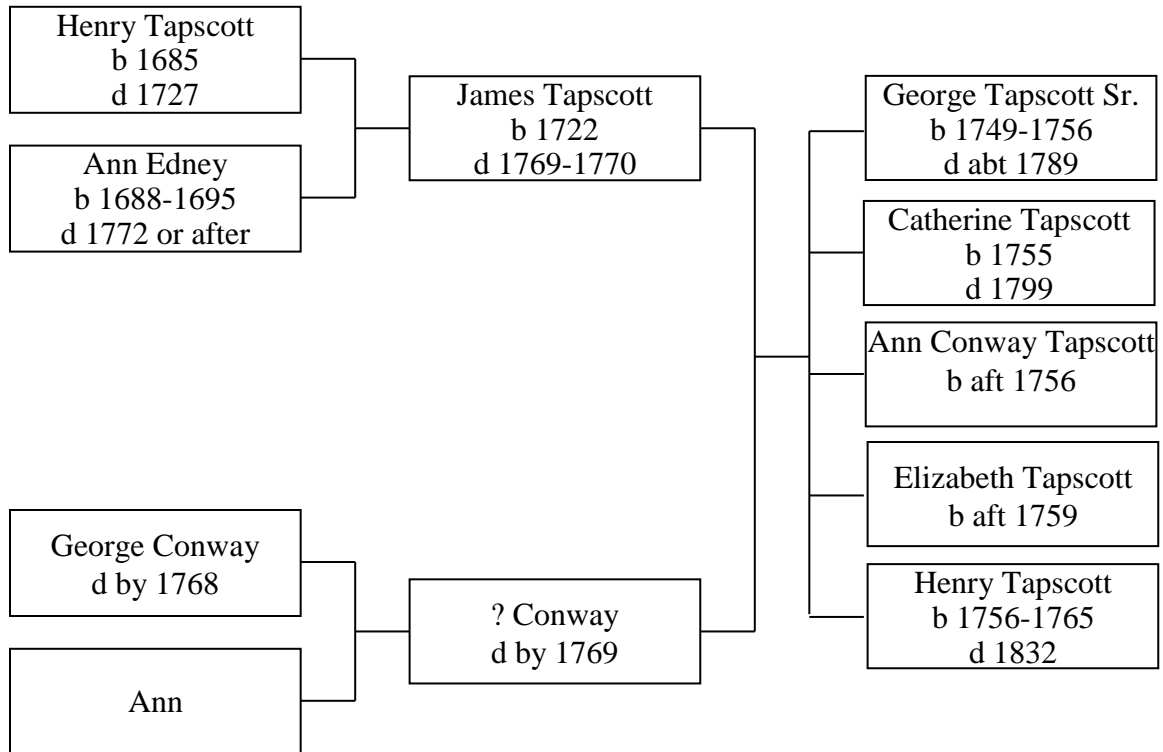 Henry Tapscott
b 1685
d 1727
Ann Edney
b 1688-1695
d 1772 or after
George Conway
d by 1768
Ann
James Tapscott
b 1722
d 1769-1770
? Conway
d by 1769
George Tapscott Sr.
b 1749-1756
d abt 1789
Catherine Tapscott
b 1755
d 1799
Ann Conway Tapscott
b aft 1756
Elizabeth Tapscott
b aft 1759
Henry Tapscott
b 1756-1765
d 1832